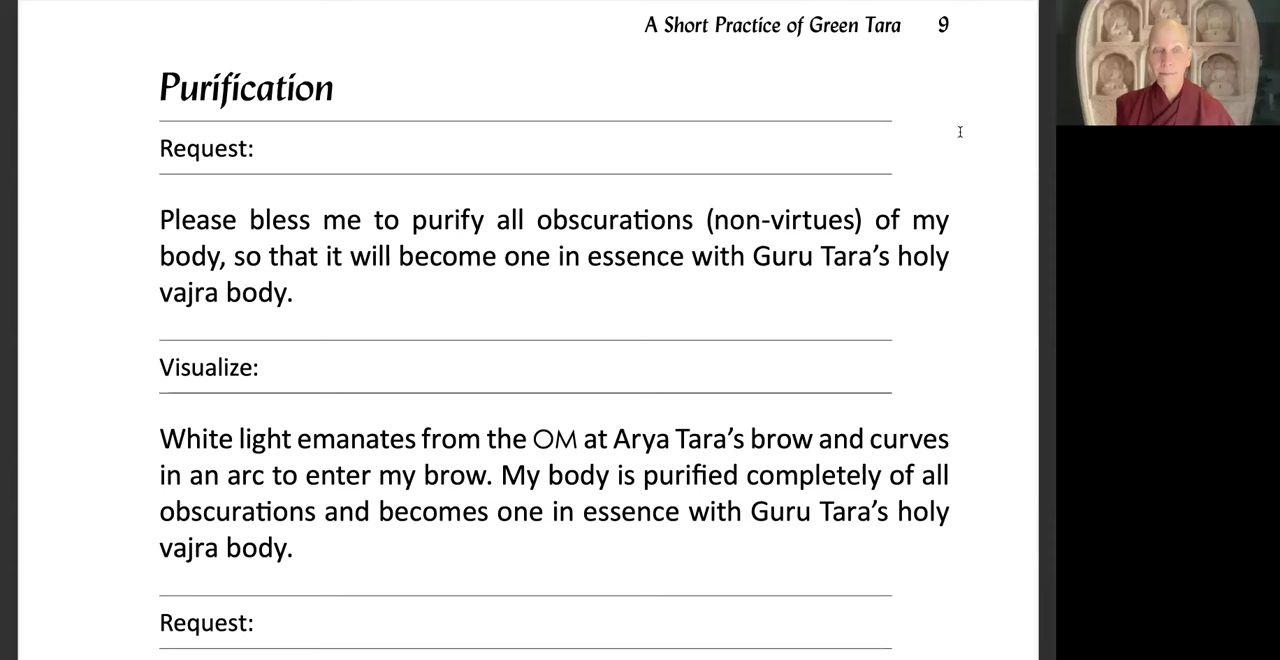 A Short Practice of Green Tara 9
Purification
Request:
Please bless me to purify all obscurations (non-virtues) of my
body, so that it will become one in essence with Guru Tara’s holy
vajra body.
Visualize:
White light emanates from the OM at Arya Tara’s brow and curves
in an arc to enter my brow. My body is purified completely of all
obscurations and becomes one in essence with Guru Tara’s holy
vajra body.
Request: